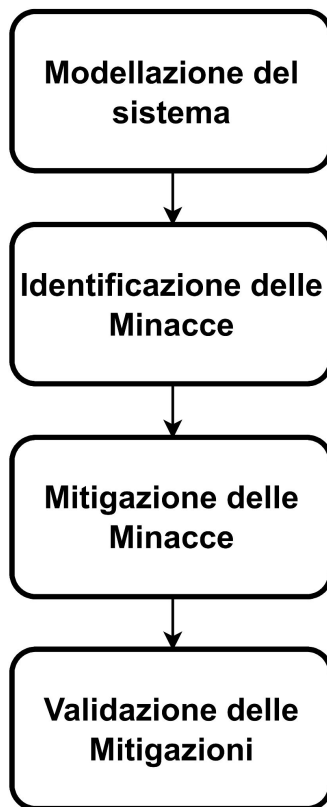 Modellazione del
sistema
Identificazione delle
Minacce
Mitigazione delle
Minacce
Validazione delle
Mitigazioni